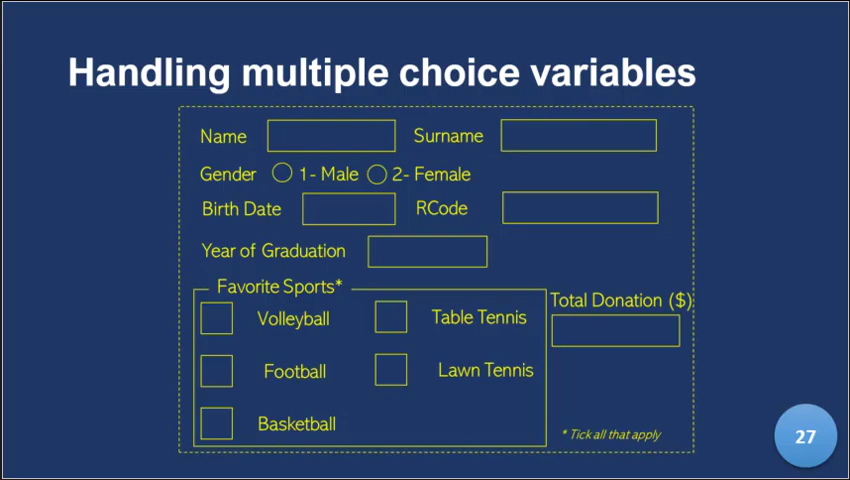 Handling multiple choice variables
Name Surname
Gender 1- Male 2- Female
Birth Date RCode
Year of Graduation
Favorite Sports*
Total Donation ($)
Volleyball Table Tennis
Football Lawn Tennis
Basketball
* Tick all that apply
27